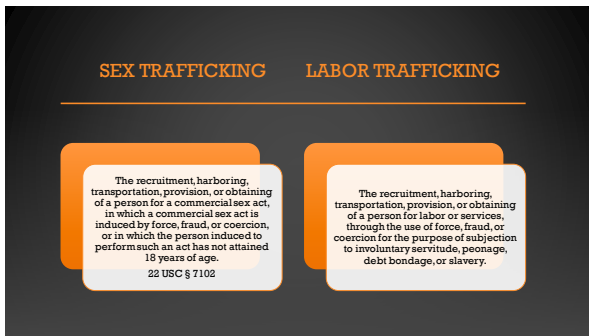 SEX TRAFFICKING
LABOR TRAFFICKING
The recruitment, harboring,
transportation, provision, or obtaining
of a person for a commercial sex act,
in which a commercial sex act is
induced by force, fraud, or coercion,
or in which the person induced to
perform such an act has not attained
18 years of age.
22 USC § 7102
The recruitment, harboring,
transportation, provision, or obtaining
of a person for labor or services,
through the use of force, fraud, or
coercion for the purpose of subjection
to involuntary servitude, peonage,
debt bondage, or slavery.